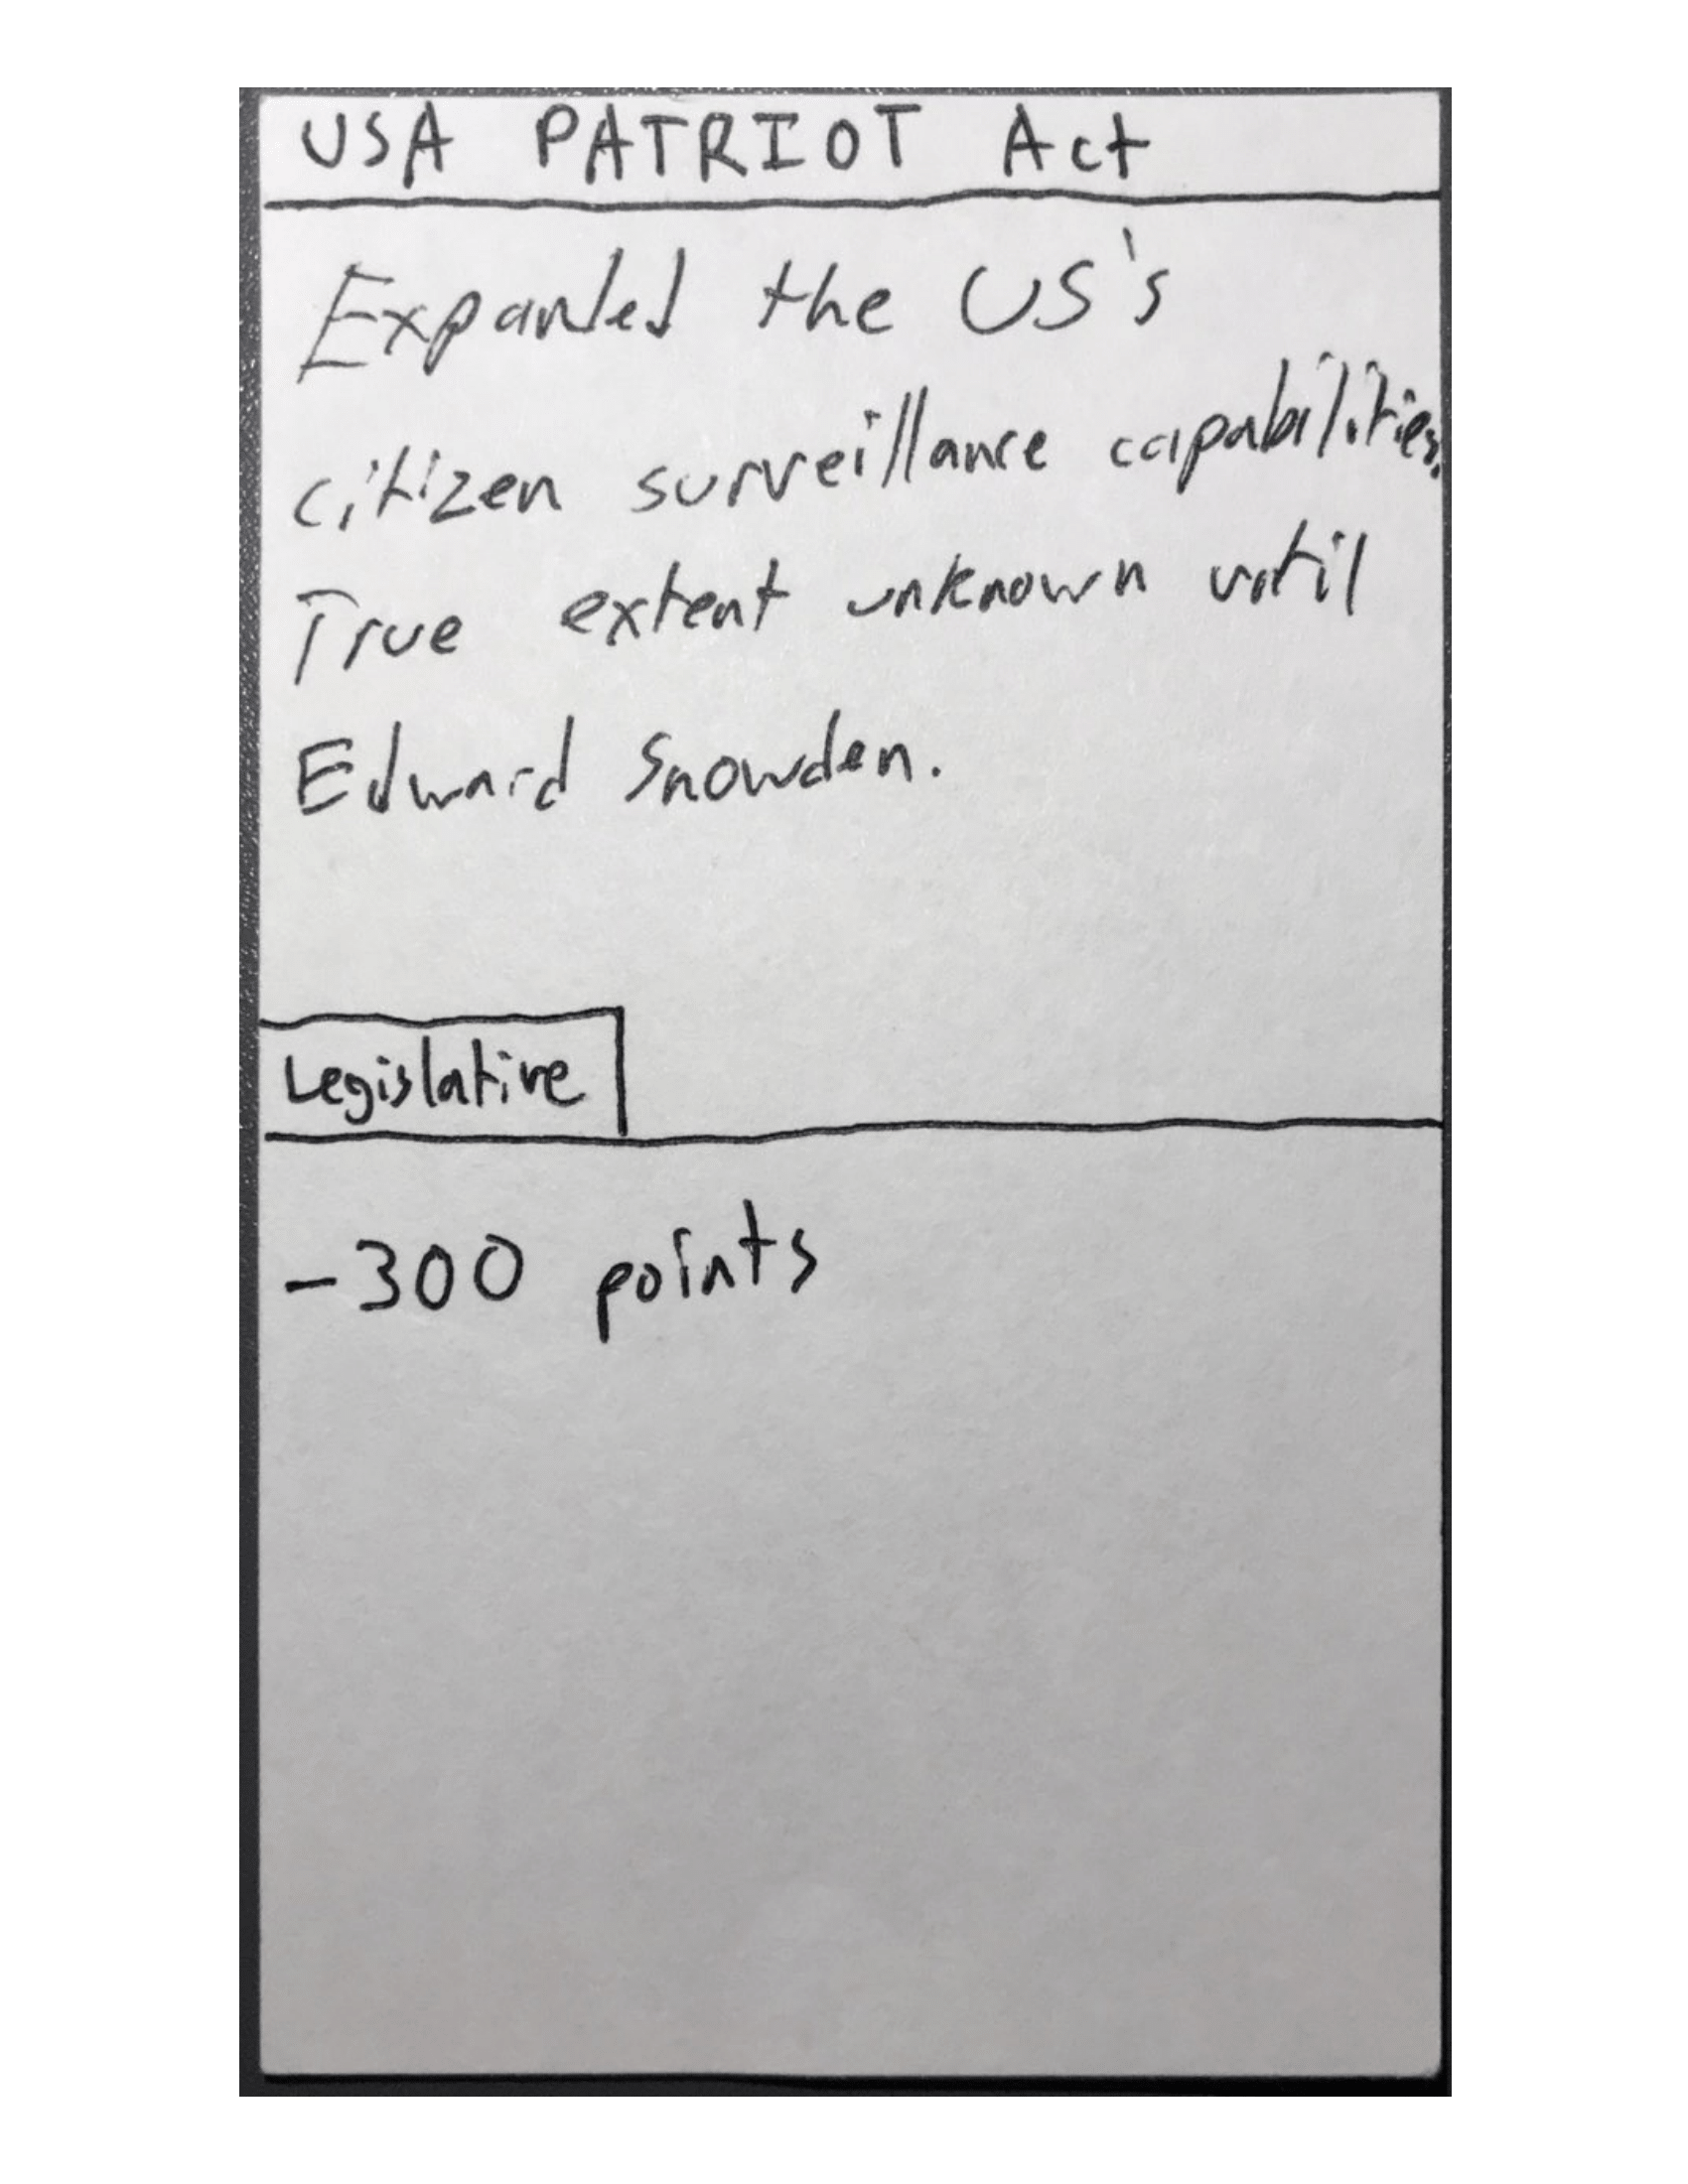 USA PATRIOT Act
Expanded the US's
citizen surveillance capabilities.
True extent unknown until
Edward Snowden.
Legislative
-300 points